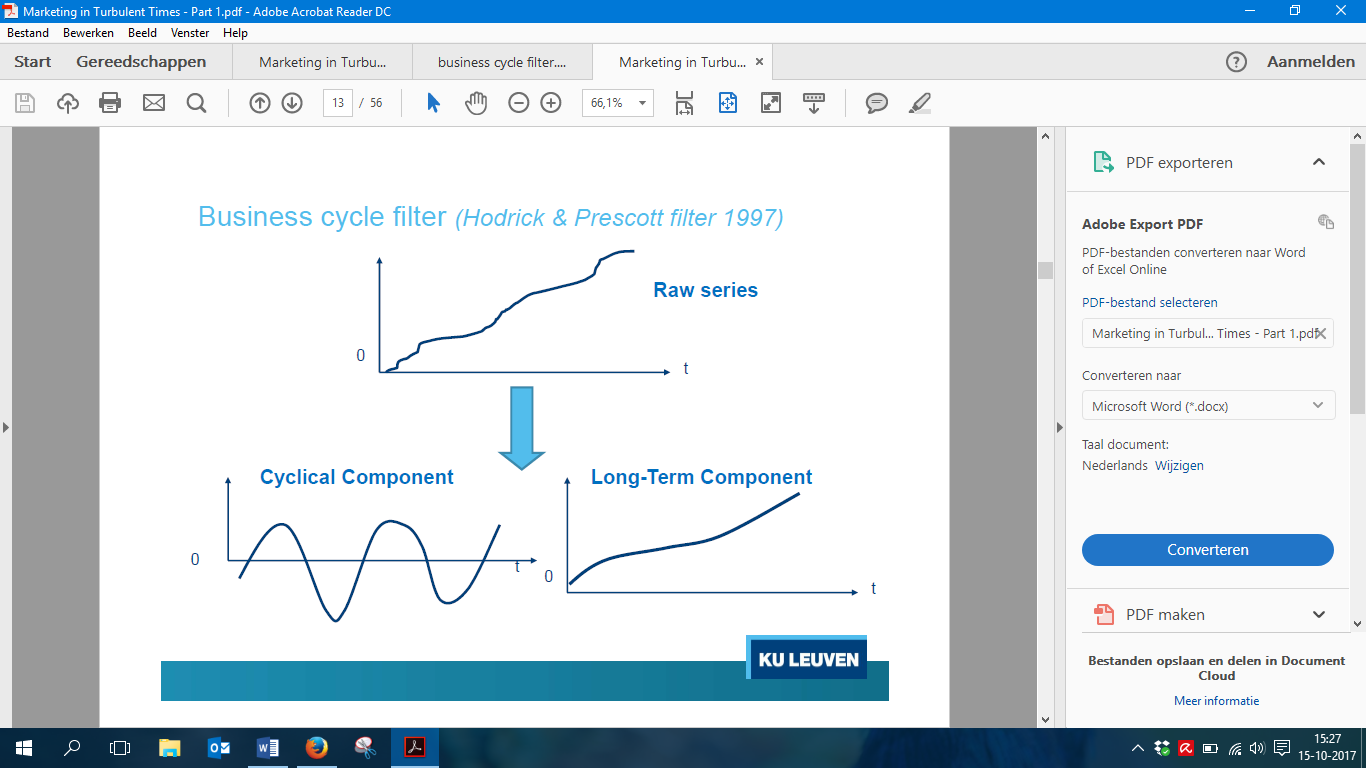 Marketing in Turbulent Times - Part 1.pdf - Adobe Acrobat Reader DC
Bestand Bewerken Beeld Venster Help
Start Gereedschappen Marketing in Turbu... business cycle filter.... Marketing in Turbu... Aanmelden
13 / 56 66,1%
Business cycle filter (Hodrick & Prescott filter 1997)
Raw series
0
t
Cyclical Component
0
t
Long-Term Component
0
t
KU LEUVEN
PDF exporteren
Adobe Export PDF
PDF-bestanden converteren naar Word
of Excel Online
PDF-bestand selecteren
Marketing in Turbul... Times - Part 1.pdf
Converteren naar
Microsoft Word (*.docx)
Taal document:
Nederlands Wijzigen
Converteren
PDF maken
Bestanden opslaan en delen in Document
Cloud
Meer informatie
15:27
15-10-2017